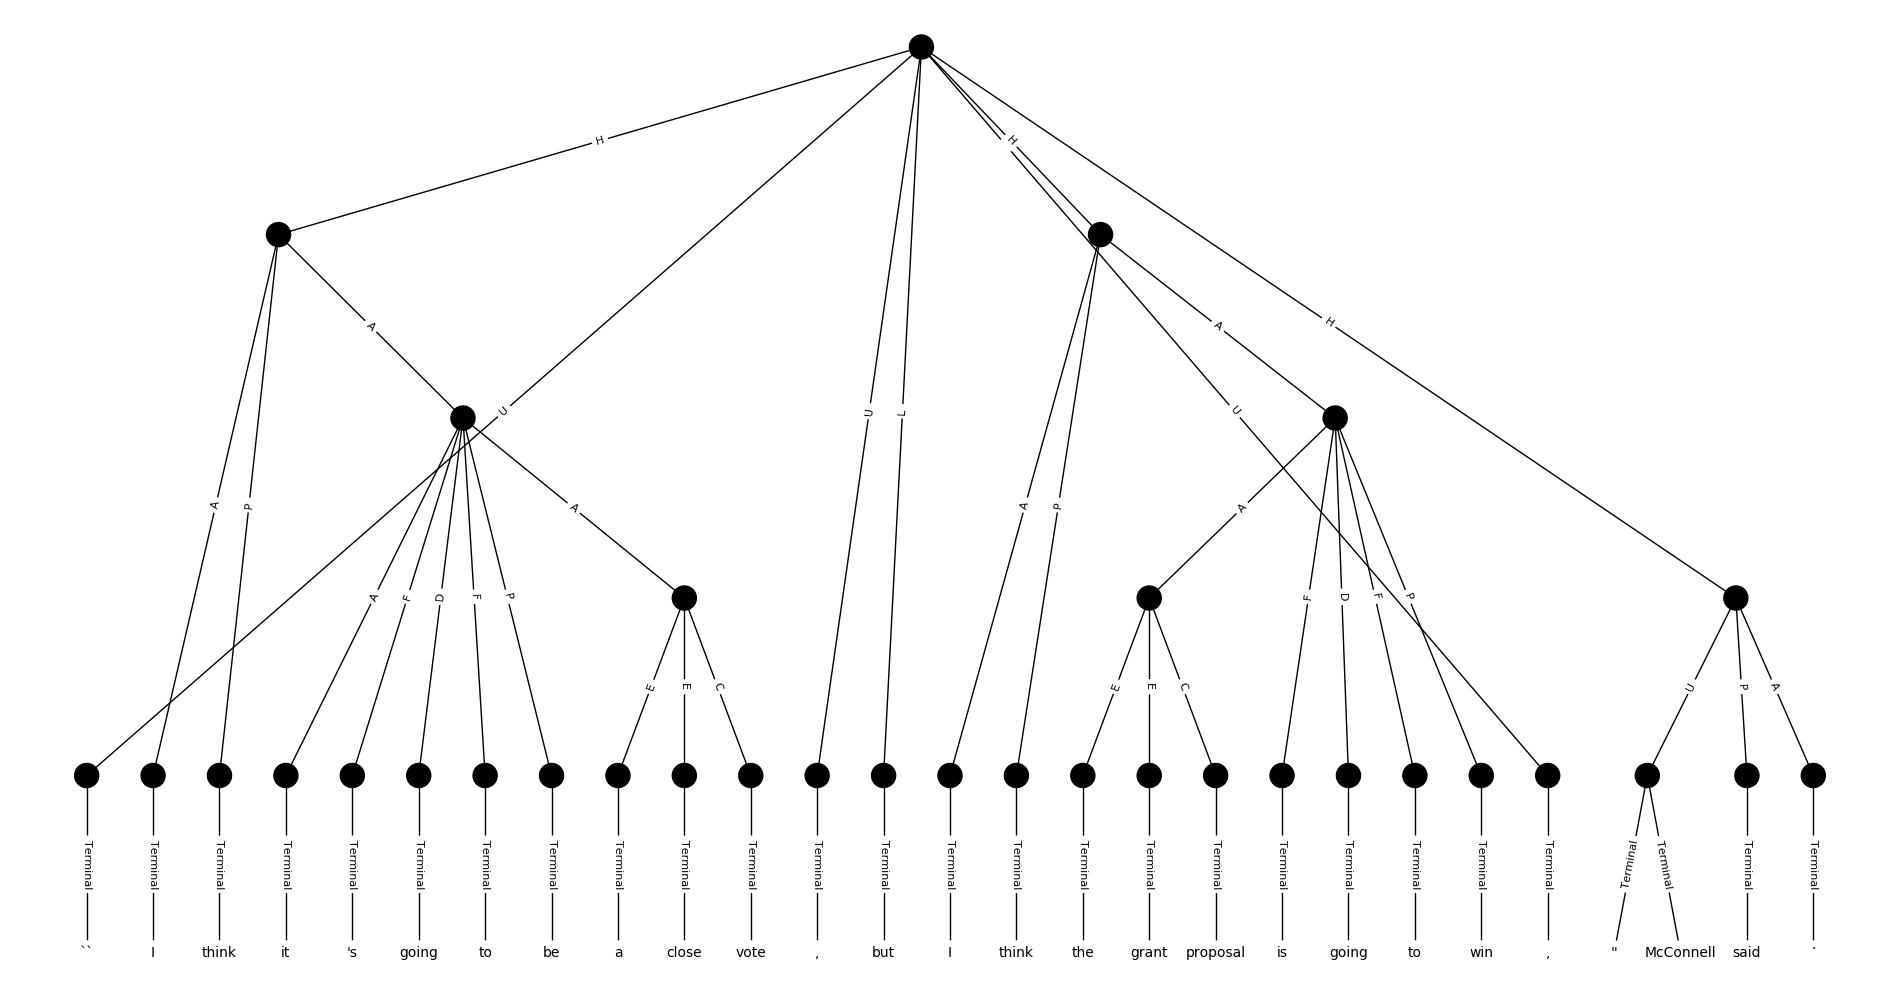 H
H
A
U
A
H
U
L
U
A
P
A
A
P
A
A
F
D
F
P
F
D
F
P
E
E
C
E
E
C
U
P
A
Terminal Terminal Terminal Terminal Terminal Terminal Terminal Terminal Terminal Terminal Terminal Terminal Terminal Terminal Terminal Terminal Terminal Terminal Terminal Terminal Terminal Terminal Terminal Terminal Terminal Terminal Terminal
`` I think it 's going to be a close vote , but I think the grant proposal is going to win , " McConnell said .